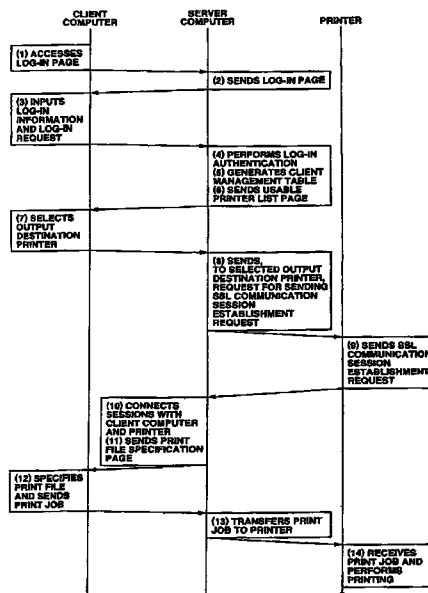 CLIENT COMPUTER
SERVER COMPUTER
PRINTER
(1) ACCESSES
LOG-IN PAGE
(2) SENDS LOG-IN PAGE
(3) INPUTS
LOG-IN
INFORMATION
AND LOG-IN
REQUEST
(4) PERFORMS LOG-IN
AUTHENTICATION
(5) GENERATES CLIENT
MANAGEMENT TABLE
(6) SENDS USABLE
PRINTER LIST PAGE
(7) SELECTS
OUTPUT
DESTINATION
PRINTER
(8) SENDS,
TO SELECTED OUTPUT
DESTINATION PRINTER,
REQUEST FOR SENDING
SSL COMMUNICATION
SESSION
ESTABLISHMENT
REQUEST
(9) SENDS SSL
COMMUNICATION
SESSION
ESTABLISHMENT
REQUEST
(10) CONNECTS
SESSIONS WITH
CLIENT COMPUTER
AND PRINTER
(11) SENDS PRINT
FILE SPECIFICATION
PAGE
(12) SPECIFIES
PRINT FILE
AND SENDS
PRINT JOB
(13) TRANSFERS PRINT
JOB TO PRINTER
(14) RECEIVES
PRINT JOB AND
PERFORMS
PRINTING